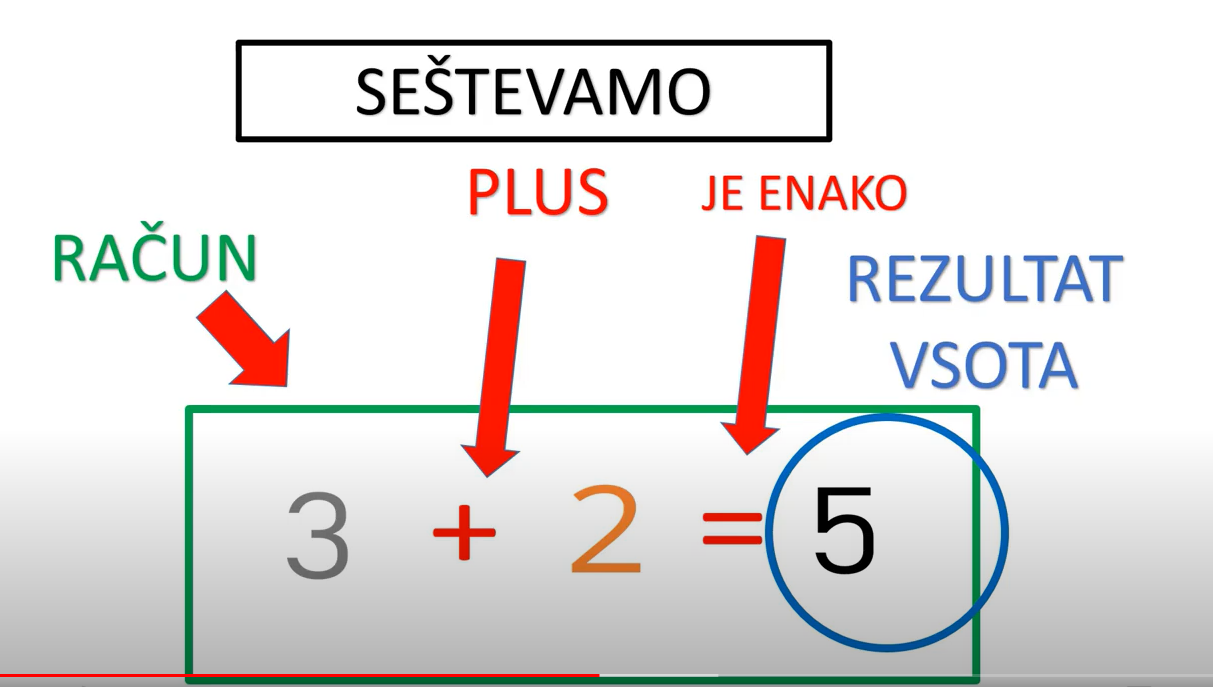 SEŠTEVAMO
PLUS
JE ENAKO
RAČUN
REZULTAT
VSOTA
3 + 2 = 5